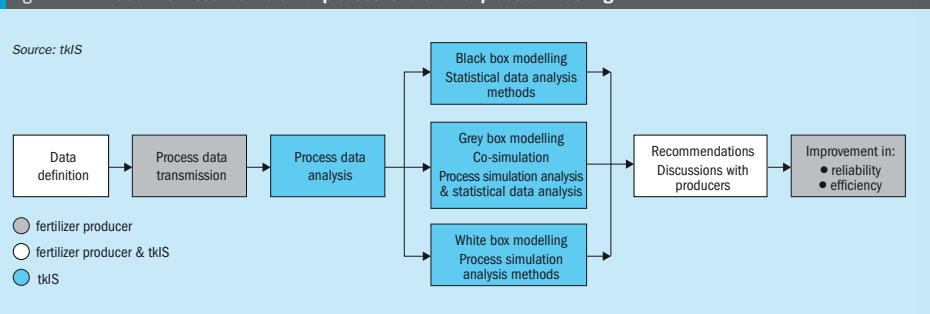 Source: tkIS
Data
definition
Process data
transmission
Process data
analysis
Black box modelling
Statistical data analysis
methods
Grey box modelling
Co-simulation
Process simulation analysis
& statistical data analysis
White box modelling
Process simulation
analysis methods
Recommendations
Discussions with
producers
Improvement in:
● reliability
● efficiency
fertilizer producer
fertilizer producer & tkIS
tkIS